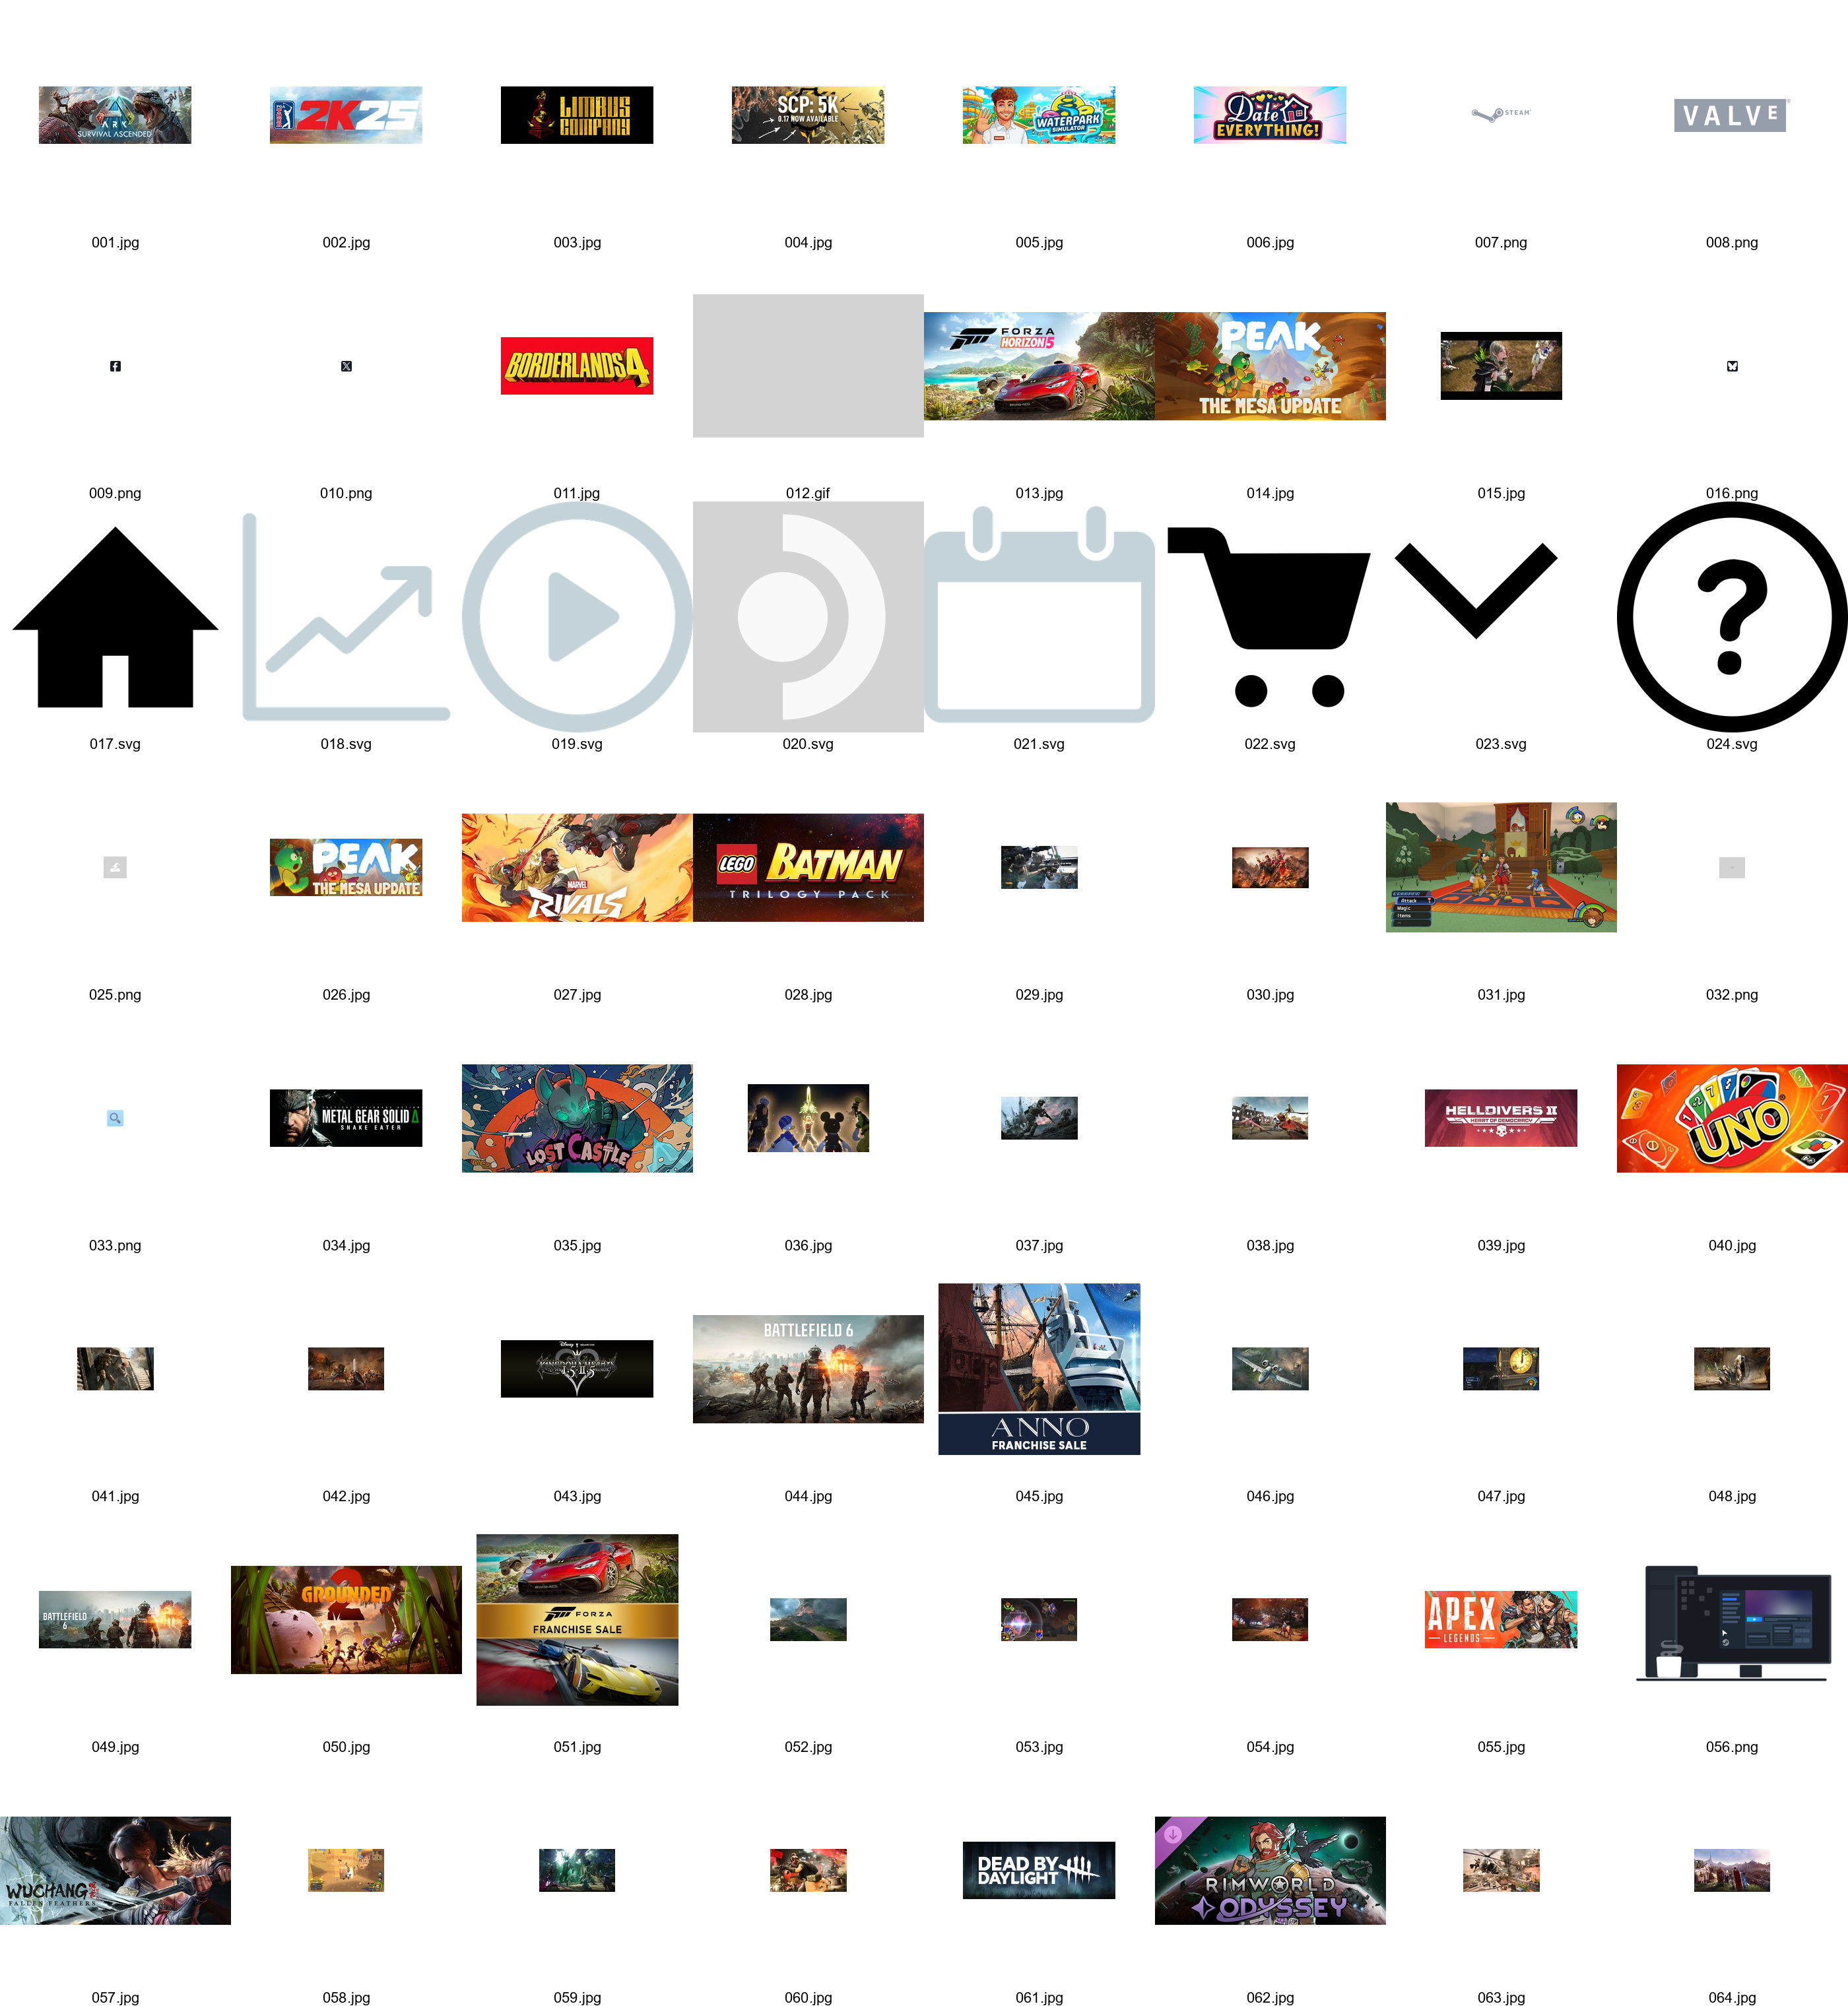 ARK
SURVIVAL ASCENDED
2K25
LIMBUS
COMPANY
SCP: 5K
0.17 NOW AVAILABLE
WATERPARK
SIMULATOR
Date
EVERYTHING!
STEAM
VALVE
001.jpg
002.jpg
003.jpg
004.jpg
005.jpg
006.jpg
007.png
008.png
BORDERLANDS 4
FORZA
HORIZON 5
PEAK
THE MESA UPDATE
009.png
010.png
011.jpg
012.gif
013.jpg
014.jpg
015.jpg
016.png
017.svg
018.svg
019.svg
020.svg
021.svg
022.svg
023.svg
024.svg
PEAK
THE MESA UPDATE
MARVEL
RIVALS
LEGO BATMAN
TRILOGY PACK
Attack
Magic
Items
025.png
026.jpg
027.jpg
028.jpg
029.jpg
030.jpg
031.jpg
032.png
METAL GEAR SOLID Δ
SNAKE EATER
LOST CASTLE
HELLDIVERS II
HEART OF DEMOCRACY
UNO
033.png
034.jpg
035.jpg
036.jpg
037.jpg
038.jpg
039.jpg
040.jpg
Disney
KINGDOM HEARTS
BATTLEFIELD 6
ANNO
FRANCHISE SALE
041.jpg
042.jpg
043.jpg
044.jpg
045.jpg
046.jpg
047.jpg
048.jpg
BATTLEFIELD
6
GROUNDED
2
FORZA
FRANCHISE SALE
APEX
LEGENDS
049.jpg
050.jpg
051.jpg
052.jpg
053.jpg
054.jpg
055.jpg
056.png
WUCHANG
FALLEN FEATHERS
DEAD BY
DAYLIGHT
RIMWORLD
ODYSSEY
057.jpg
058.jpg
059.jpg
060.jpg
061.jpg
062.jpg
063.jpg
064.jpg